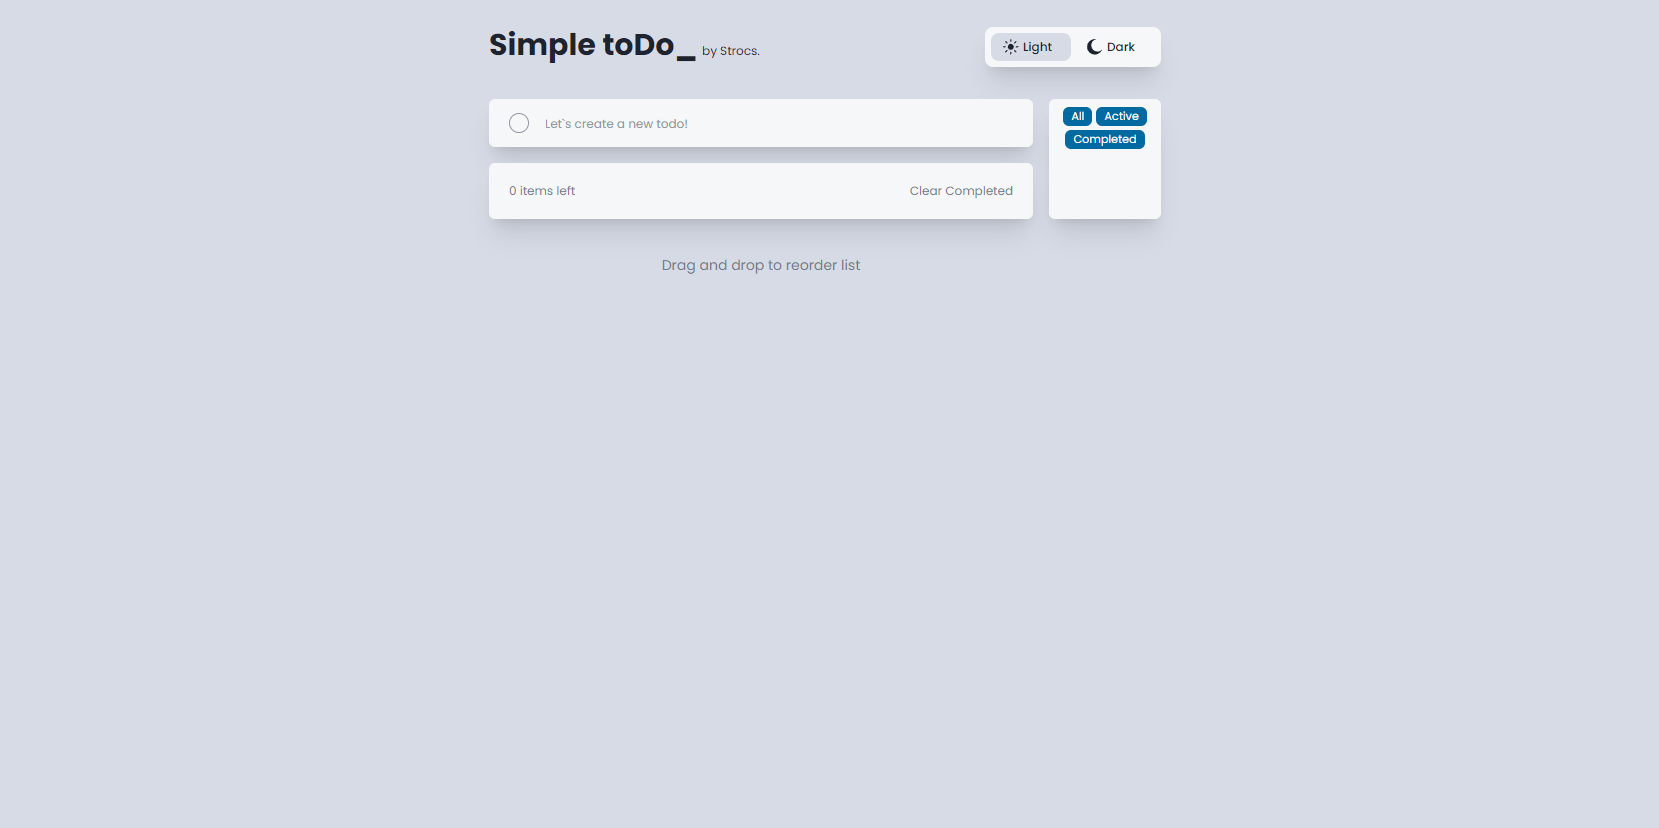 Simple toDo_ by Strocs.
Light Dark
Let`s create a new todo!
All Active
Completed
0 items left Clear Completed
Drag and drop to reorder list